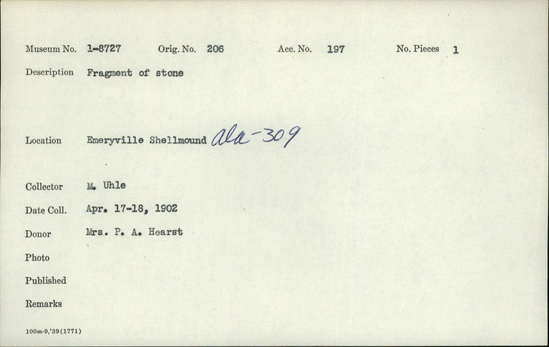 Museum No. 1-8727 Orig. No. 206 Acc. No. 197 No. Pieces 1
Description Fragment of stone
Location Emeryville Shellmound Ala-309
Collector M. Uhle
Date Coll. Apr. 17-18, 1902
Donor Mrs. P. A. Hearst
Photo
Published
Remarks
100m-9,'39(1771)